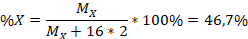 %X = M_X / (M_X + 16 * 2) * 100% = 46,7%